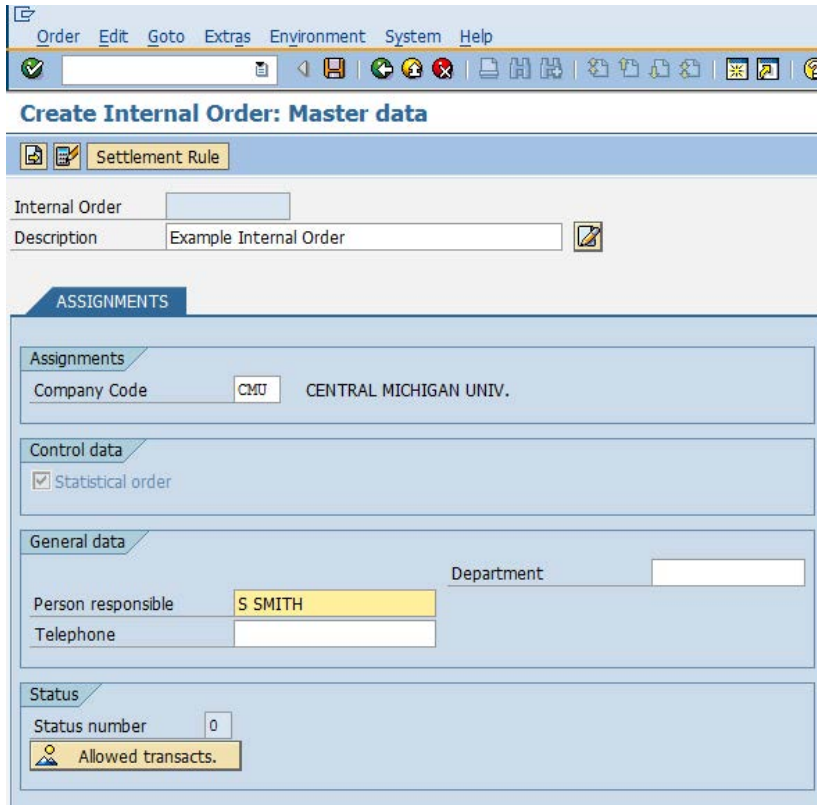 Order Edit Goto Extras Environment System Help
Create Internal Order: Master data
Settlement Rule
Internal Order
Description Example Internal Order
ASSIGNMENTS
Assignments
Company Code CMU CENTRAL MICHIGAN UNIV.
Control data
Statistical order
General data
Department
Person responsible S SMITH
Telephone
Status
Status number 0
Allowed transacts.